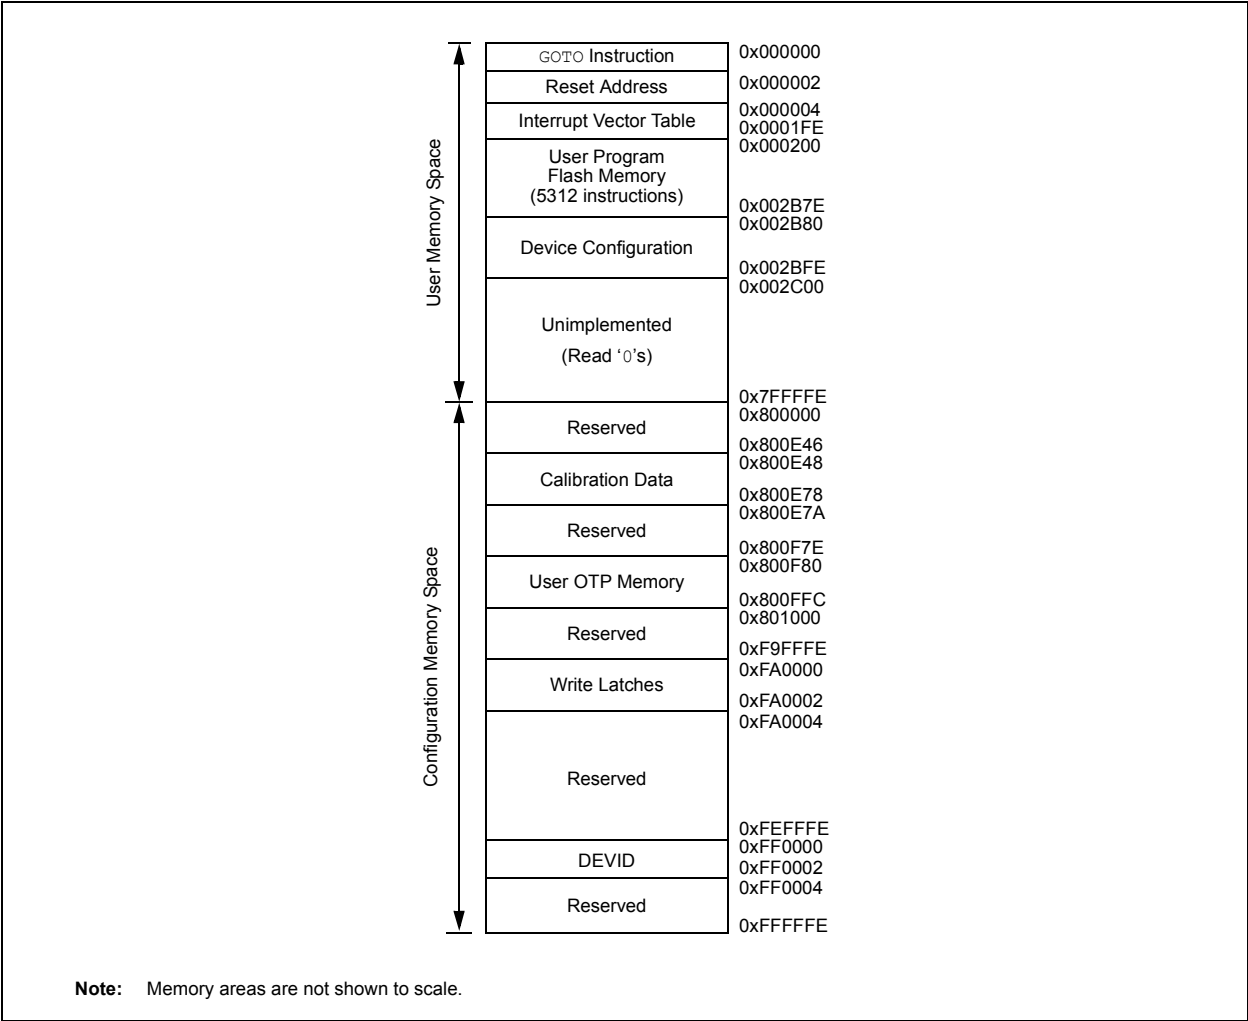 GOTO Instruction
0x000000
Reset Address
0x000002
Interrupt Vector Table
0x000004
0x0001FE
User Program
Flash Memory
(5312 instructions)
0x000200
0x002B7E
Device Configuration
0x002B80
0x002BFE
Unimplemented
(Read ‘0’s)
0x002C00
0x7FFFFE
User Memory Space
Reserved
0x800000
0x800E46
Calibration Data
0x800E48
0x800E78
Reserved
0x800E7A
0x800F7E
User OTP Memory
0x800F80
0x800FFC
Reserved
0x801000
0xF9FFFE
Write Latches
0xFA0000
0xFA0002
Reserved
0xFA0004
0xFEFFFE
DEVID
0xFF0000
0xFF0002
Reserved
0xFF0004
0xFFFFFE
Configuration Memory Space
Note: Memory areas are not shown to scale.